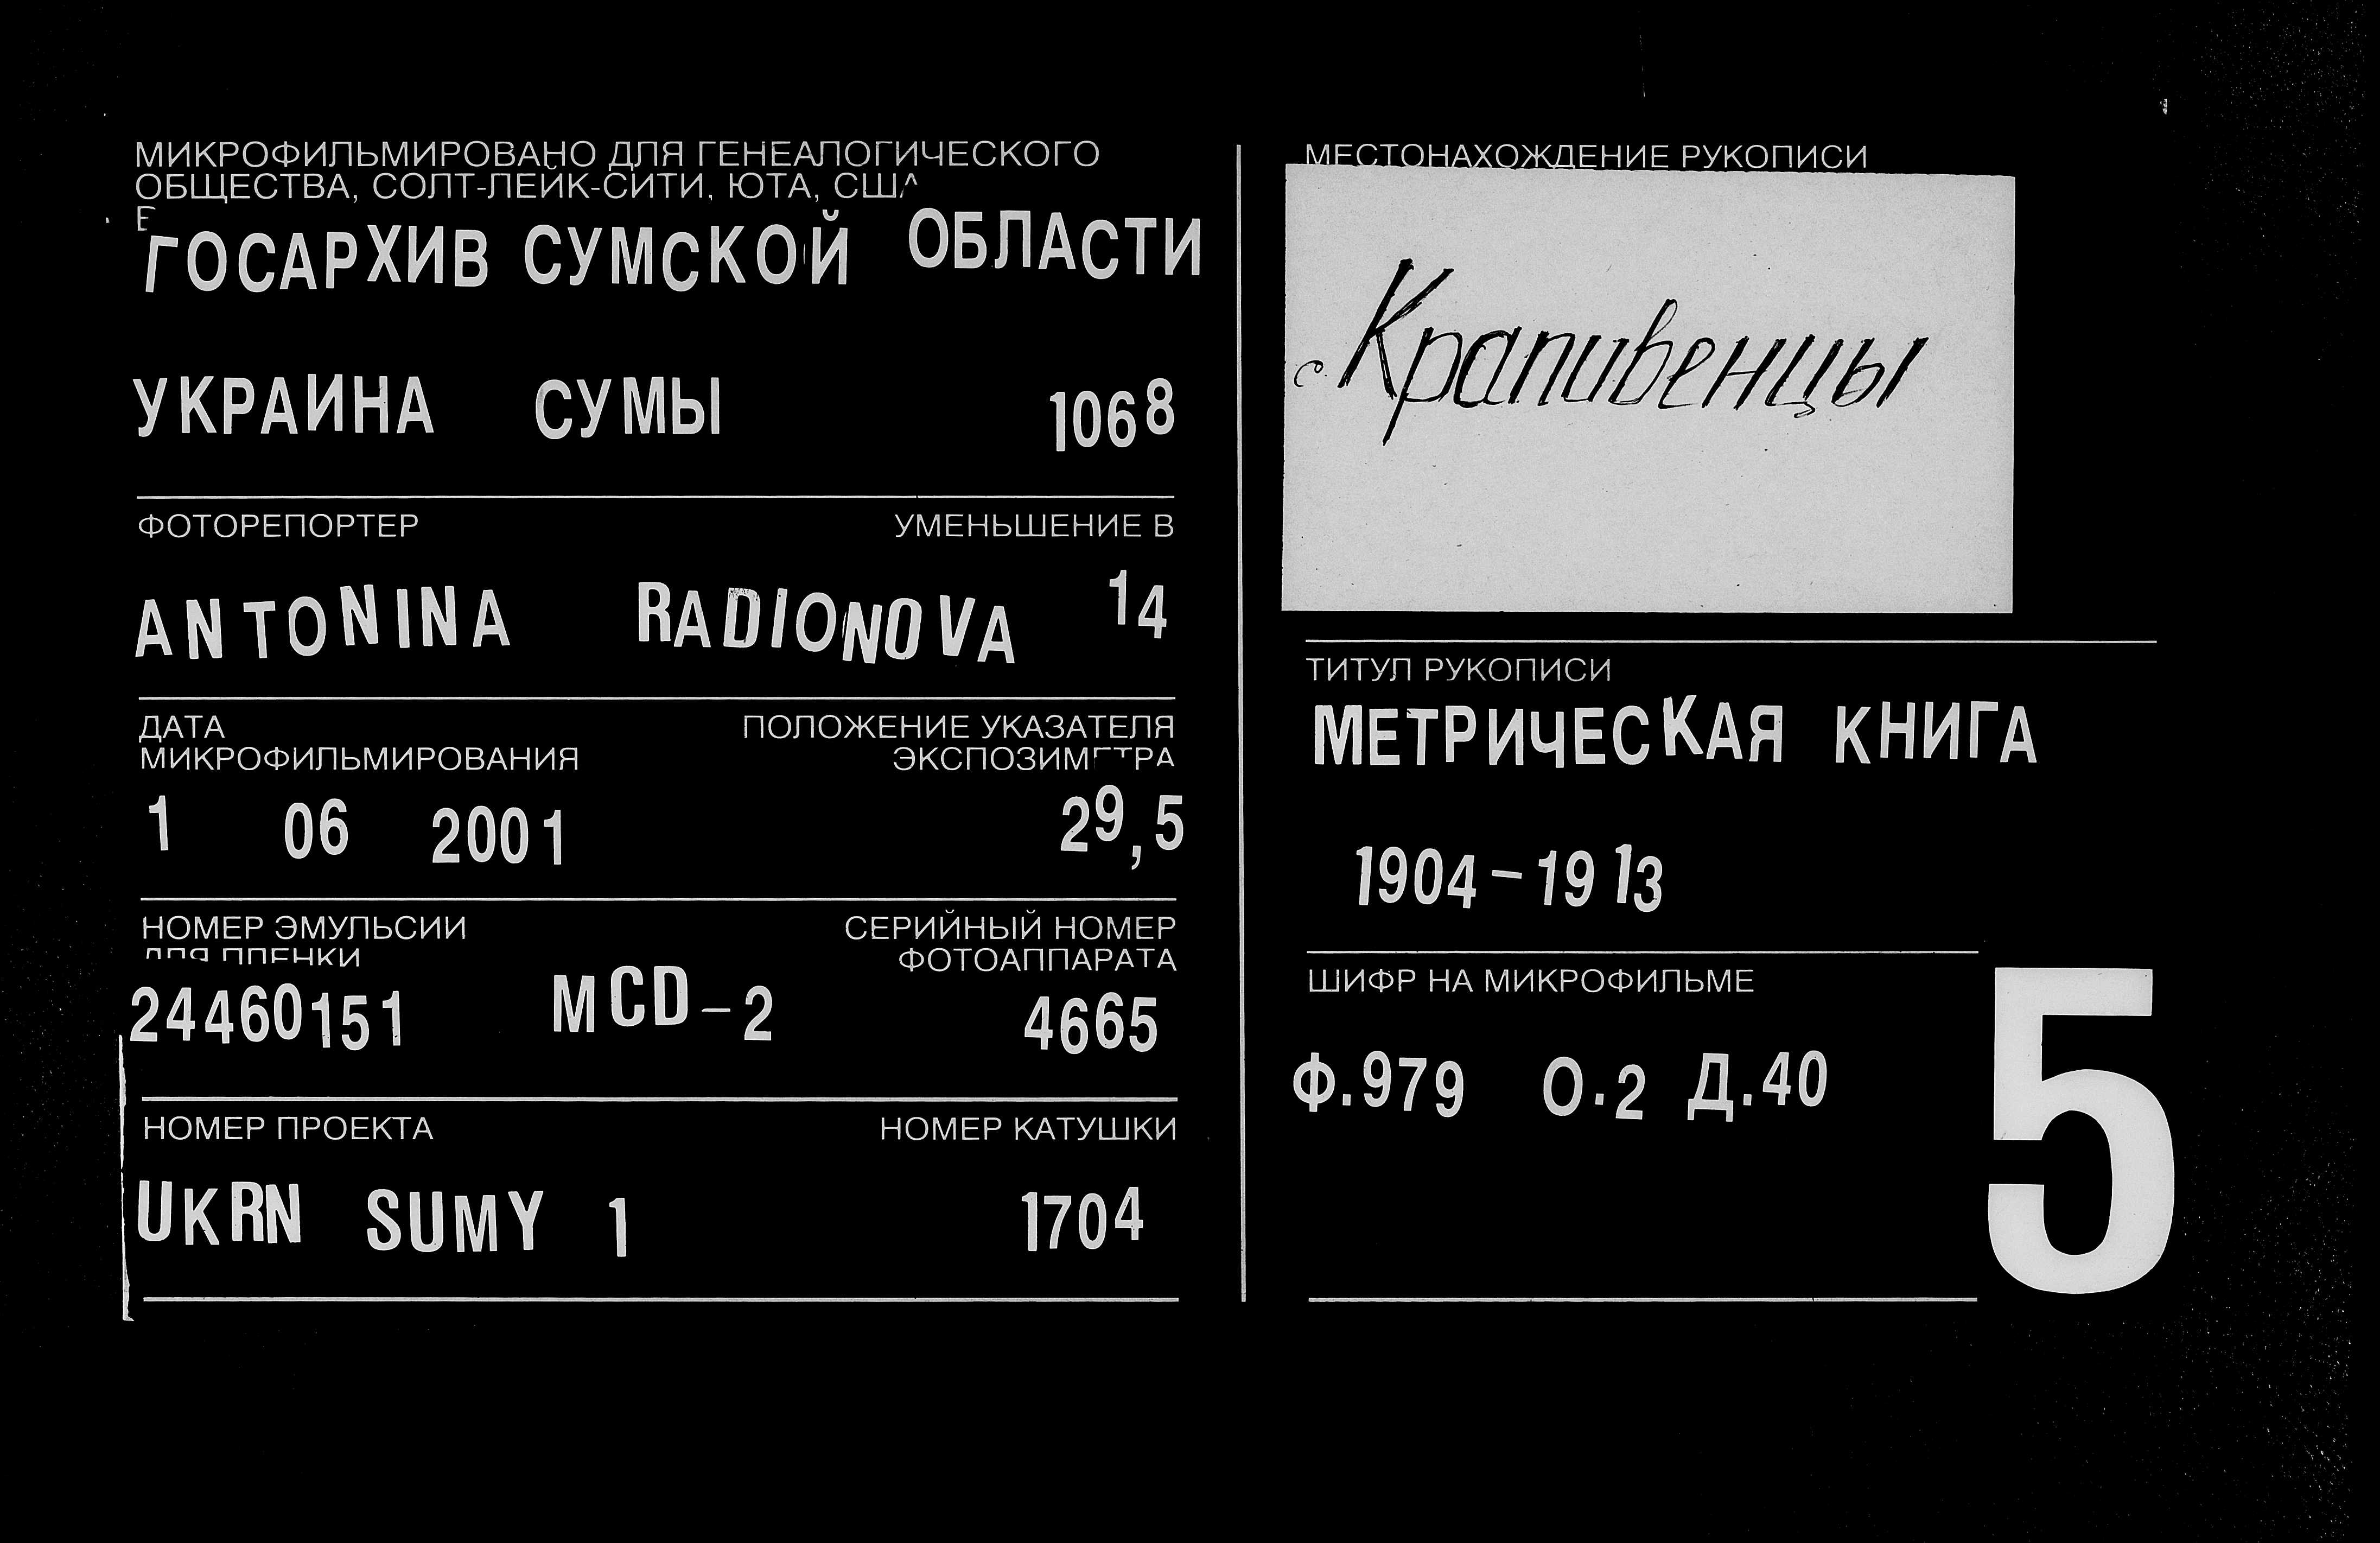 МИКРОФИЛЬМИРОВАНО ДЛЯ ГЕНЕАЛОГИЧЕСКОГО
ОБЩЕСТВА, СОЛТ-ЛЕЙК-СИТИ, ЮТА, США
В
ГОСАРХИВ СУМСКОЙ ОБЛАСТИ
УКРАИНА СУМЫ 1068
ФОТОРЕПОРТЕР УМЕНЬШЕНИЕ В
ANTONINA RADIONOVA 14
ДАТА ПОЛОЖЕНИЕ УКАЗАТЕЛЯ
МИКРОФИЛЬМИРОВАНИЯ ЭКСПОЗИМЕТРА
1 06 2001 29,5
НОМЕР ЭМУЛЬСИИ СЕРИЙНЫЙ НОМЕР
ДЛЯ ПЛЕНКИ ФОТОАППАРАТА
24460151 MCD-2 4665
НОМЕР ПРОЕКТА НОМЕР КАТУШКИ
UKRN SUMY 1 1704
МЕСТОНАХОЖДЕНИЕ РУКОПИСИ
с. Крапивенцы
ТИТУЛ РУКОПИСИ
МЕТРИЧЕСКАЯ КНИГА
1904-1913
ШИФР НА МИКРОФИЛЬМЕ
Ф.979 О.2 Д.40
5